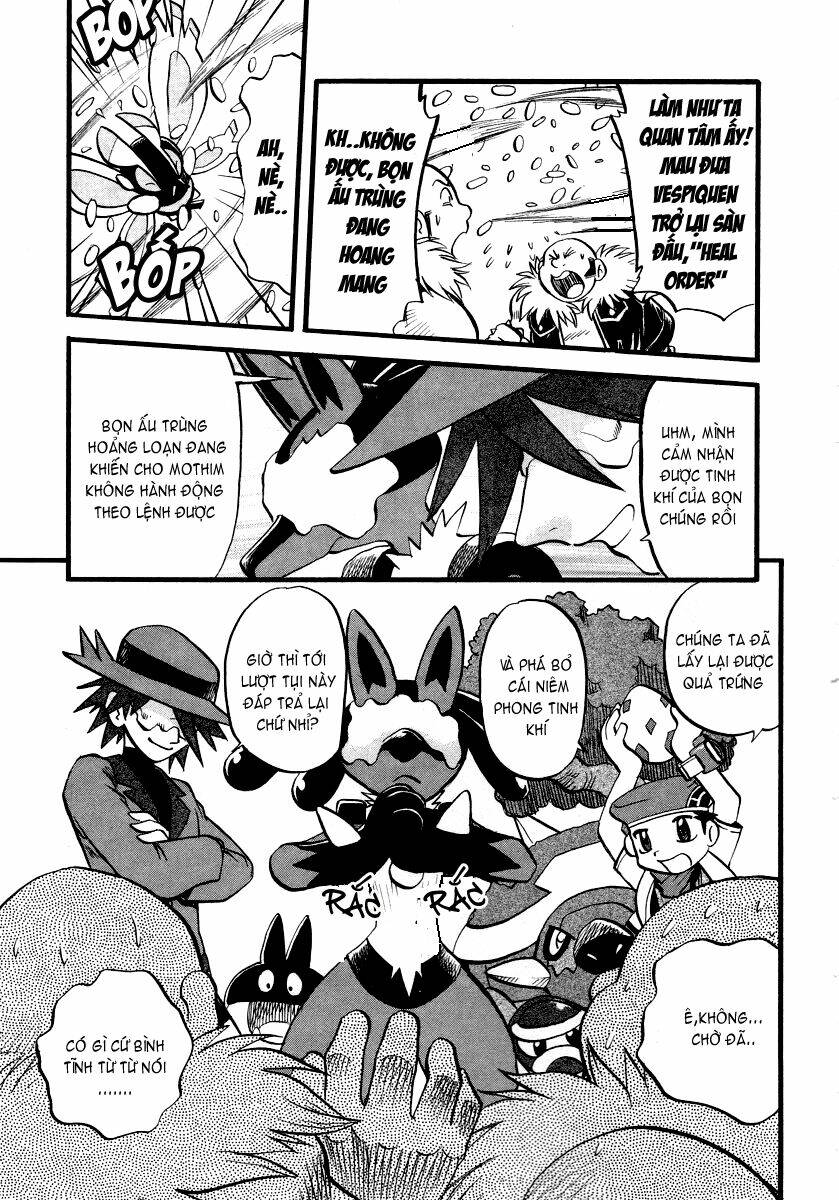 LÀM NHƯ TA
QUAN TÂM ẤY!
MAU ĐƯA
VESPIQUEN
TRỞ LẠI SÀN
ĐẤU,"HEAL
ORDER"
KH..KHÔNG
ĐƯỢC, BỌN
ẤU TRÙNG
ĐANG
HOANG
MANG
AH,
NÈ,
NÈ..
BÓP
BỐP
UHM, MÌNH
CẢM NHẬN
ĐƯỢC TINH
KHÍ CỦA BỌN
CHÚNG RỒI
BỌN ẤU TRÙNG
HOẢNG LOẠN ĐANG
KHIẾN CHO MOTHIM
KHÔNG HÀNH ĐỘNG
THEO LỆNH ĐƯỢC
CHÚNG TA ĐÃ
LẤY LẠI ĐƯỢC
QUẢ TRỨNG
VÀ PHÁ BỎ
CÁI NIÊM
PHONG TINH
KHÍ
GIỜ THÌ TỚI
LƯỢT TỤI NÀY
ĐÁP TRẢ LẠI
CHỨ NHỈ?
RẮC
RẮC
Ê,KHÔNG...
CHỜ ĐÃ..
CÓ GÌ CỨ BÌNH
TĨNH TỪ TỪ NÓI
.......